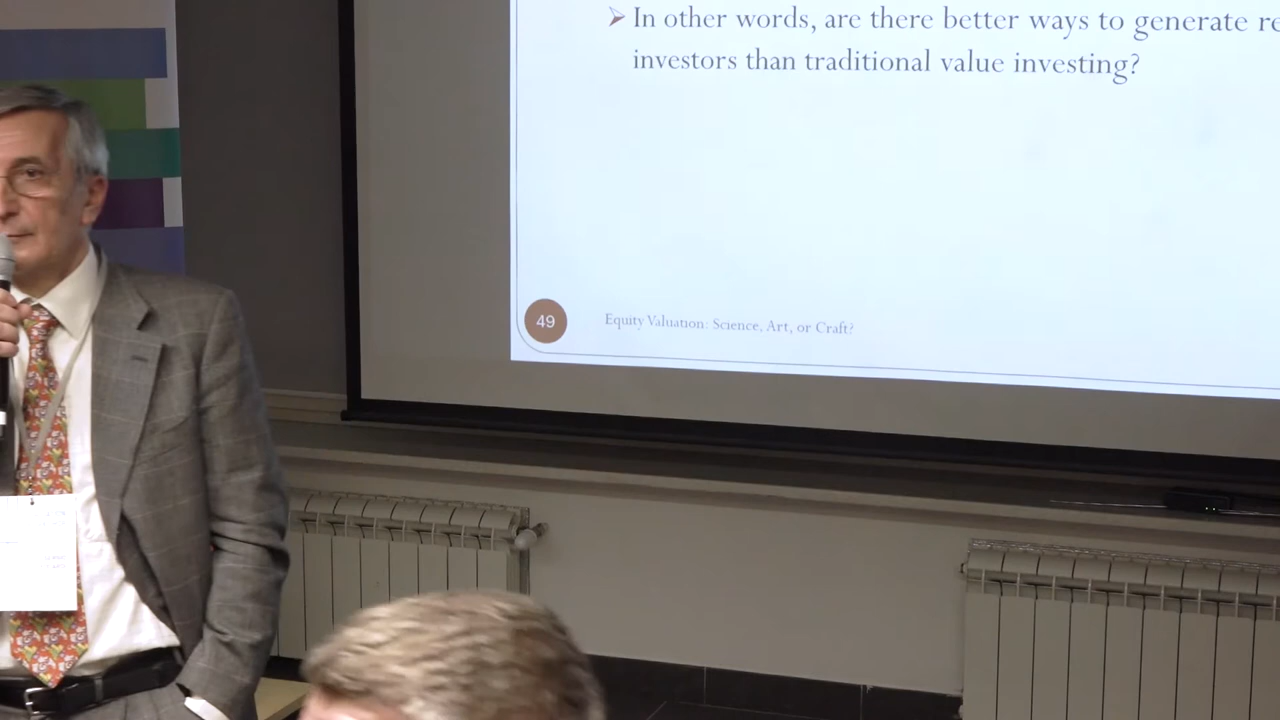 In other words, are there better ways to generate re
investors than traditional value investing?
49
Equity Valuation: Science, Art, or Craft?